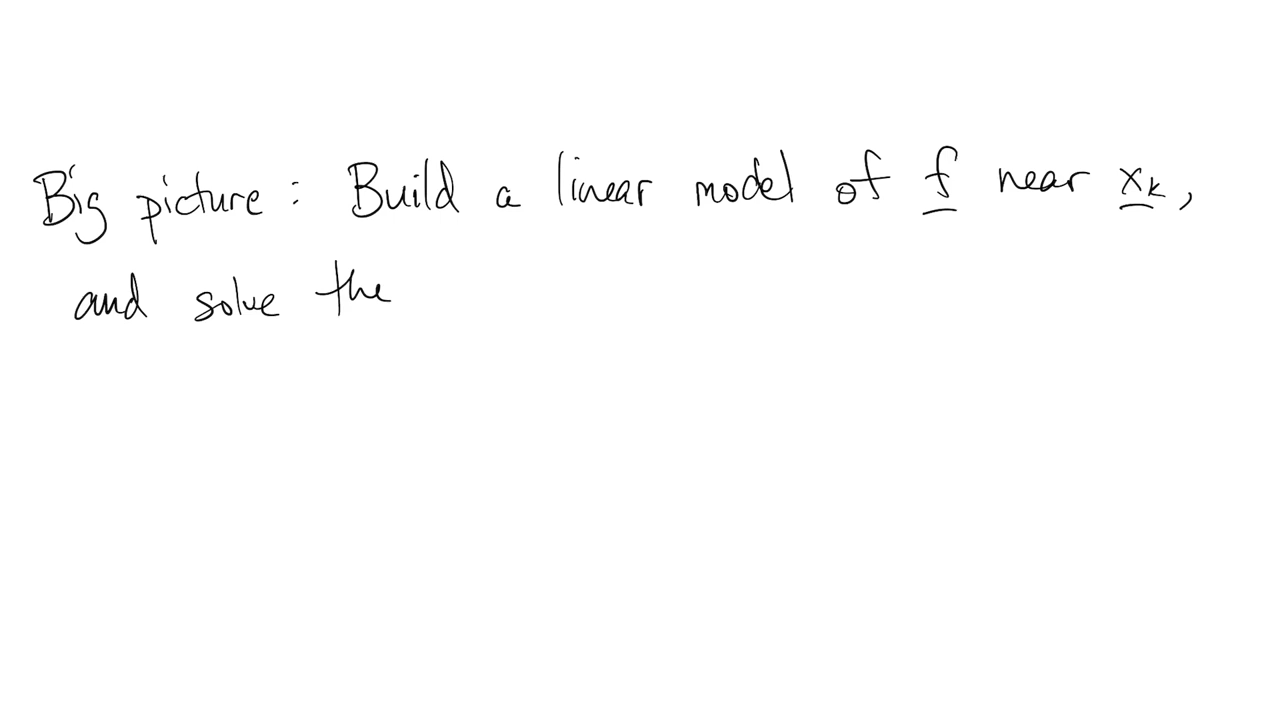 Big picture : Build a linear model of f near xₖ,
and solve the